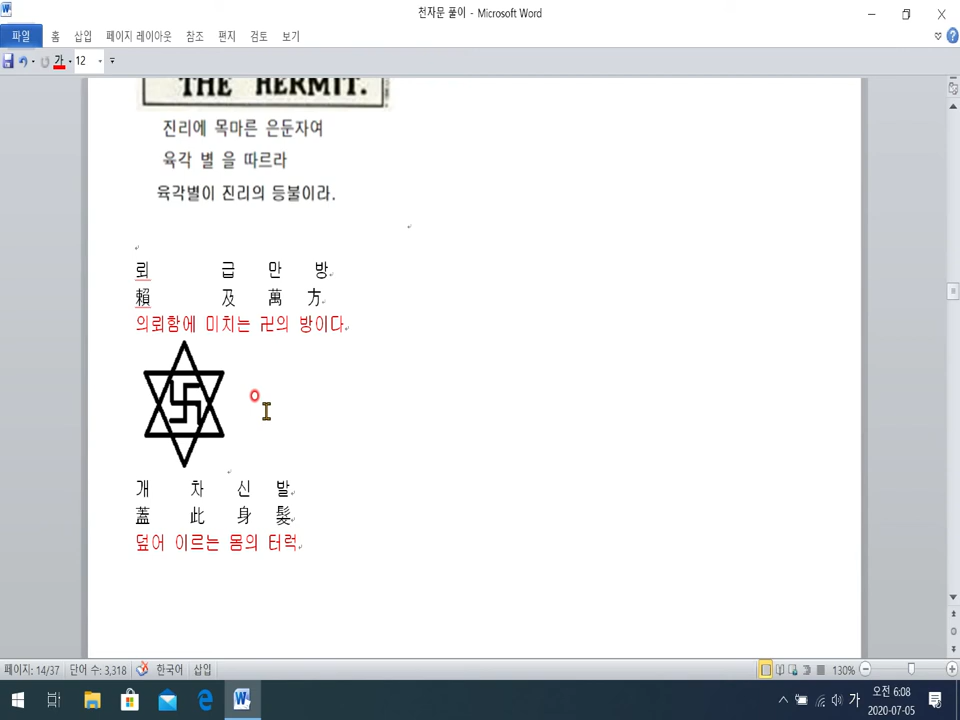 천자문 풀이 - Microsoft Word
파일 홈 삽입 페이지 레이아웃 참조 편지 검토 보기
가 12
THE HERMIT.
진리에 목마른 은둔자여
육각 별 을 따르라
육각별이 진리의 등불이라.
뢰 급 만 방
賴 及 萬 方
의뢰함에 미치는 卍의 방이다
개 차 신 발
蓋 此 身 髮
덮어 이르는 몸의 터럭
페이지: 14/37 단어 수: 3,318 한국어 삽입 130%
가 오전 6:08
2020-07-05